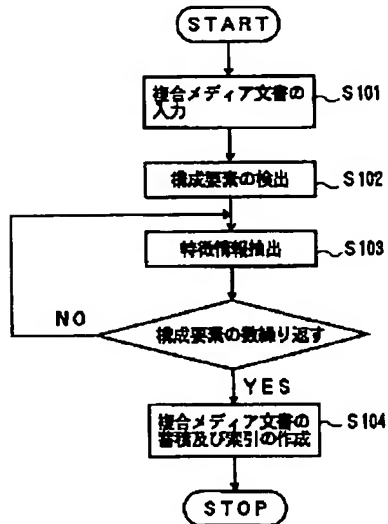 START
複合メディア文書の
入力
S101
構成要素の検出
S102
特徴情報抽出
S103
構成要素の数繰り返す
NO
YES
複合メディア文書の
蓄積及び索引の作成
S104
STOP